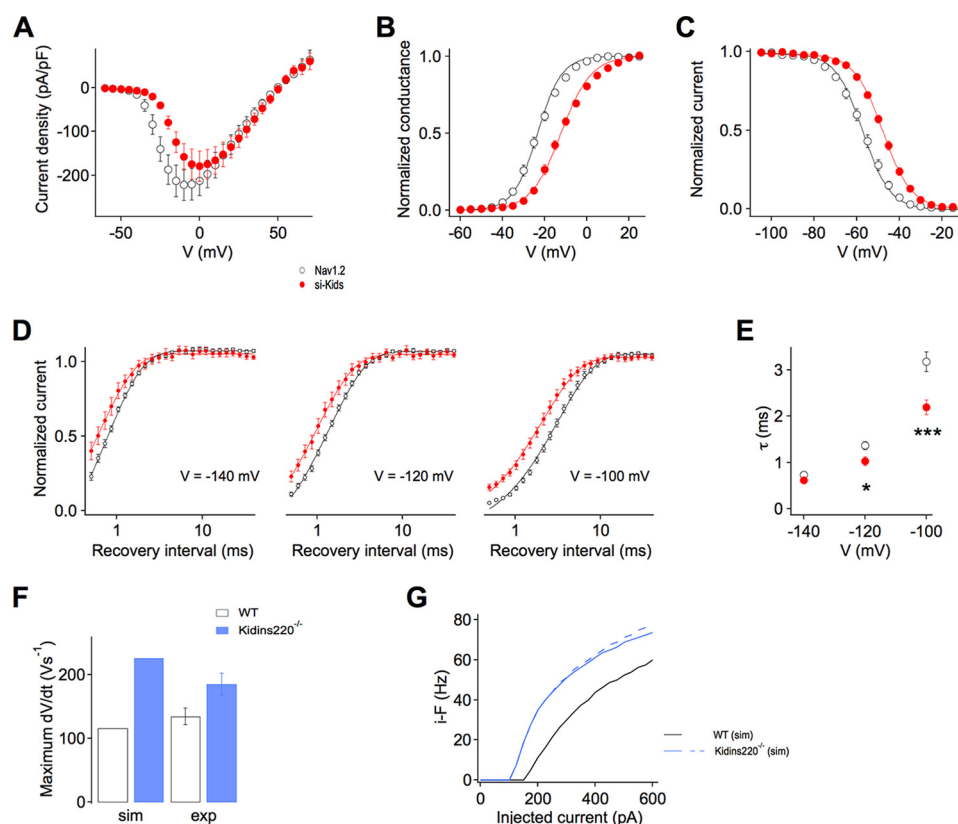 A
Current density (pA/pF)
0
-100
-200
-50
0
50
V (mV)
Nav1.2
si-Kids
B
Normalized conductance
1.0
0.5
0.0
-60
-40
-20
0
20
V (mV)
C
Normalized current
1.0
0.5
0.0
-100
-80
-60
-40
-20
V (mV)
D
Normalized current
1.0
0.5
0.0
V = -140 mV
V = -120 mV
V = -100 mV
1
10
1
10
1
10
Recovery interval (ms)
Recovery interval (ms)
Recovery interval (ms)
E
τ (ms)
3
2
1
0
***
*
-140
-120
-100
V (mV)
F
WT
Kidins220-/-
Maximum dV/dt (Vs-1)
200
100
0
sim
exp
G
i-F (Hz)
80
60
40
20
0
0
200
400
600
Injected current (pA)
WT (sim)
Kidins220-/- (sim)